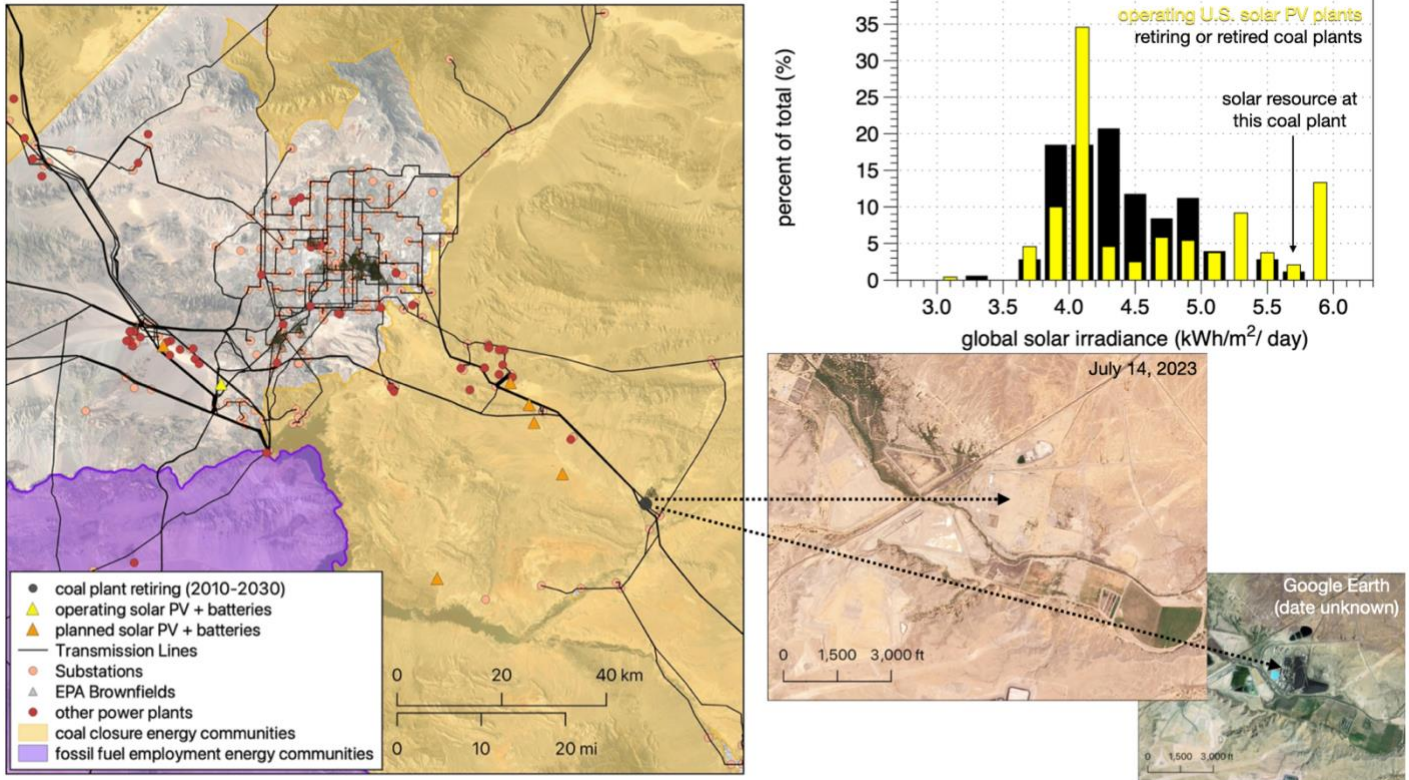 coal plant retiring (2010-2030)
operating solar PV + batteries
planned solar PV + batteries
Transmission Lines
Substations
EPA Brownfields
other power plants
coal closure energy communities
fossil fuel employment energy communities
0 20 40 km
0 10 20 mi
operating U.S. solar PV plants
retiring or retired coal plants
solar resource at
this coal plant
percent of total (%)
35
30
25
20
15
10
5
0
3.0 3.5 4.0 4.5 5.0 5.5 6.0
global solar irradiance (kWh/m²/ day)
July 14, 2023
0 1,500 3,000 ft
Google Earth
(date unknown)
0 1,500 3,000 ft